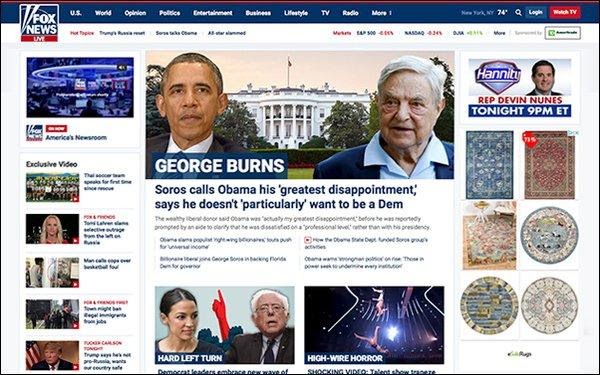 FOX NEWS
LIVE
U.S. World Opinion Politics Entertainment Business Lifestyle TV Radio More
New York, NY 74° Login Watch TV
Hot Topics Trump's Russia reset Soros talks Obama All-star slammed
Markets S&P 500 -0.05% NASDAQ -0.24% DJIA +0.11% More Sponsored by
FOX NEWS ON NOW
America's Newsroom
Exclusive Video
Thai soccer team speaks for first time since rescue
FOX & FRIENDS
Tomi Lahren slams selective outrage from the left on Russia
Man calls cops over basketball foul
FOX & FRIENDS FIRST
Town might ban illegal immigrants from jobs
TUCKER CARLSON TONIGHT
Trump says he's not pro-Russia, wants our country safe
GEORGE BURNS
Soros calls Obama his 'greatest disappointment,'
says he doesn't 'particularly' want to be a Dem
The wealthy liberal donor said Obama was "actually my greatest disappointment," before he was reportedly
prompted by an aide to clarify that he was dissatisfied on a "professional level," rather than with his presidency.
Obama slams populist 'right-wing billionaires,' touts push for 'universal income'
How the Obama State Dept. funded Soros group's activities
Billionaire liberal joins George Soros in backing Florida Dem for governor
Obama warns 'strongman politics' on rise: 'Those in power seek to undermine every institution'
HARD LEFT TURN
Democrat leaders embrace new wave of
HIGH-WIRE HORROR
SHOCKING VIDEO: Talent show trapeze
Hannity
REP DEVIN NUNES
TONIGHT 9PM ET
Rugs